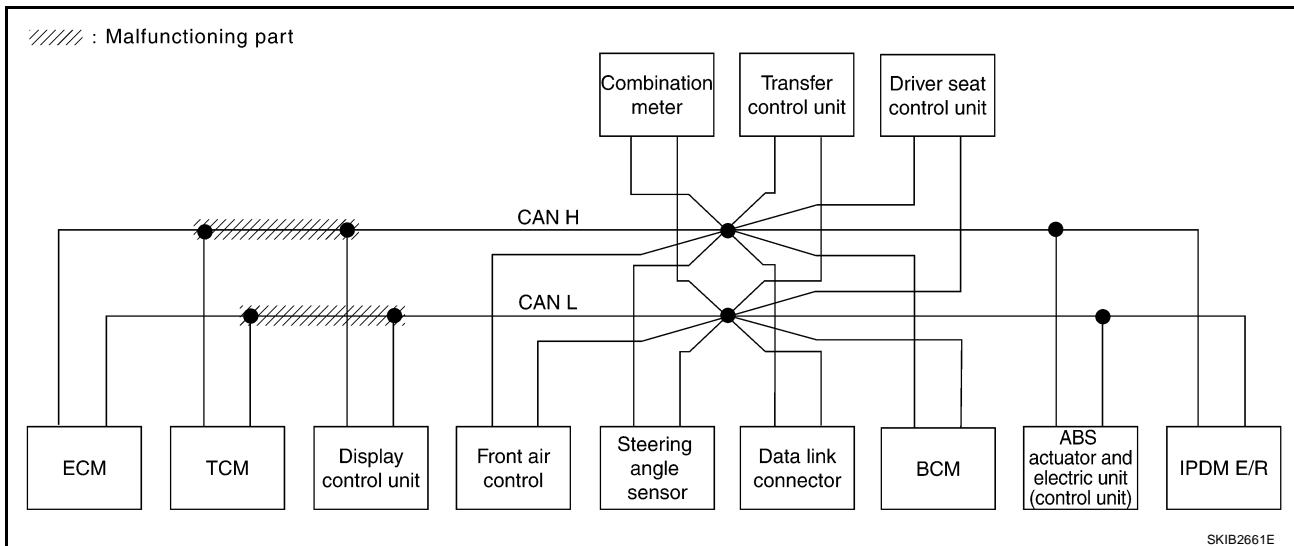 : Malfunctioning part
Combination
meter
Transfer
control unit
Driver seat
control unit
CAN H
CAN L
ECM
TCM
Display
control unit
Front air
control
Steering
angle
sensor
Data link
connector
BCM
ABS
actuator and
electric unit
(control unit)
IPDM E/R
SKIB2661E